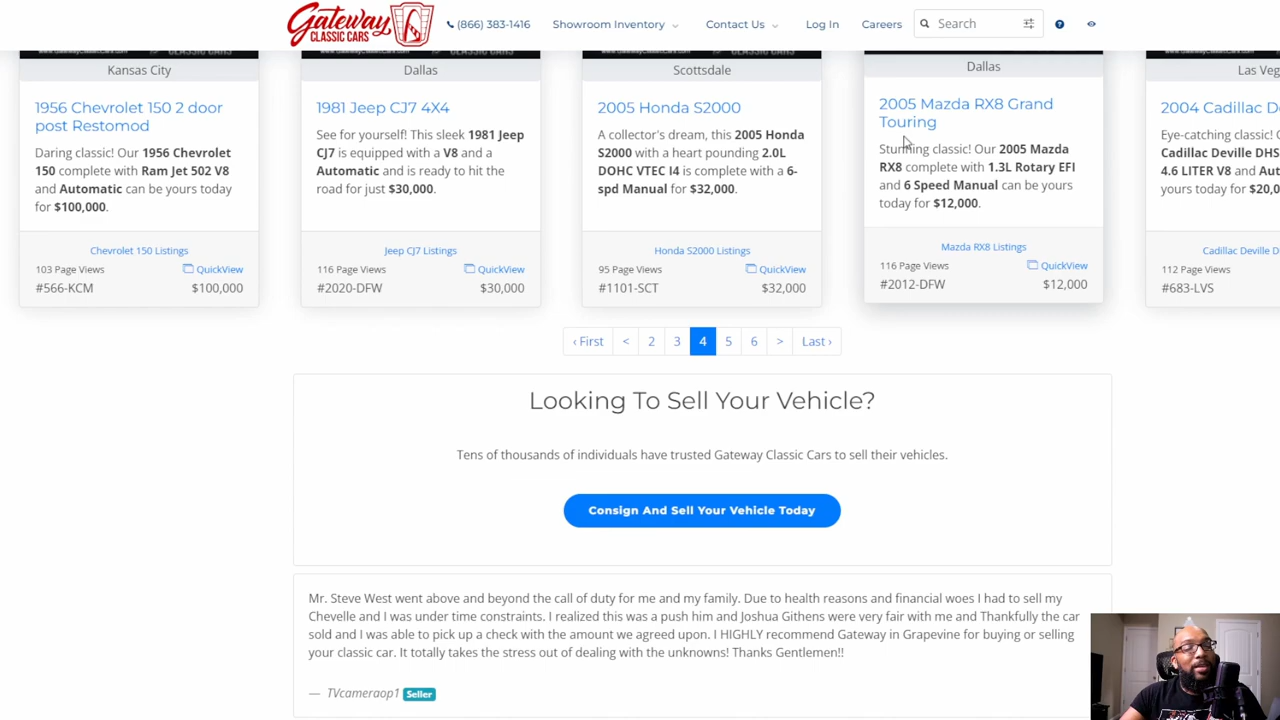 Gateway
CLASSIC CARS
(866) 383-1416
Showroom Inventory
Contact Us
Log In
Careers
Search
Kansas City
1956 Chevrolet 150 2 door
post Restomod
Daring classic! Our 1956 Chevrolet
150 complete with Ram Jet 502 V8
and Automatic can be yours today
for $100,000.
Chevrolet 150 Listings
103 Page Views
QuickView
#566-KCM
$100,000
Dallas
1981 Jeep CJ7 4X4
See for yourself! This sleek 1981 Jeep
CJ7 is equipped with a V8 and a
Automatic and is ready to hit the
road for just $30,000.
Jeep CJ7 Listings
116 Page Views
QuickView
#2020-DFW
$30,000
Scottsdale
2005 Honda S2000
A collector's dream, this 2005 Honda
S2000 with a heart pounding 2.0L
DOHC VTEC I4 is complete with a 6-
spd Manual for $32,000.
Honda S2000 Listings
95 Page Views
QuickView
#1101-SCT
$32,000
Dallas
2005 Mazda RX8 Grand
Touring
Stunning classic! Our 2005 Mazda
RX8 complete with 1.3L Rotary EFI
and 6 Speed Manual can be yours
today for $12,000.
Mazda RX8 Listings
116 Page Views
QuickView
#2012-DFW
$12,000
Las Veg
2004 Cadillac De
Eye-catching classic! O
Cadillac Deville DHS
4.6 LITER V8 and Aut
yours today for $20,0
Cadillac Deville D
112 Page Views
#683-LVS
‹ First < 2 3 4 5 6 > Last ›
Looking To Sell Your Vehicle?
Tens of thousands of individuals have trusted Gateway Classic Cars to sell their vehicles.
Consign And Sell Your Vehicle Today
Mr. Steve West went above and beyond the call of duty for me and my family. Due to health reasons and financial woes I had to sell my
Chevelle and I was under time constraints. I realized this was a push him and Joshua Githens were very fair with me and Thankfully the car
sold and I was able to pick up a check with the amount we agreed upon. I HIGHLY recommend Gateway in Grapevine for buying or selling
your classic car. It totally takes the stress out of dealing with the unknowns! Thanks Gentlemen!!
— TVcameraop1 Seller